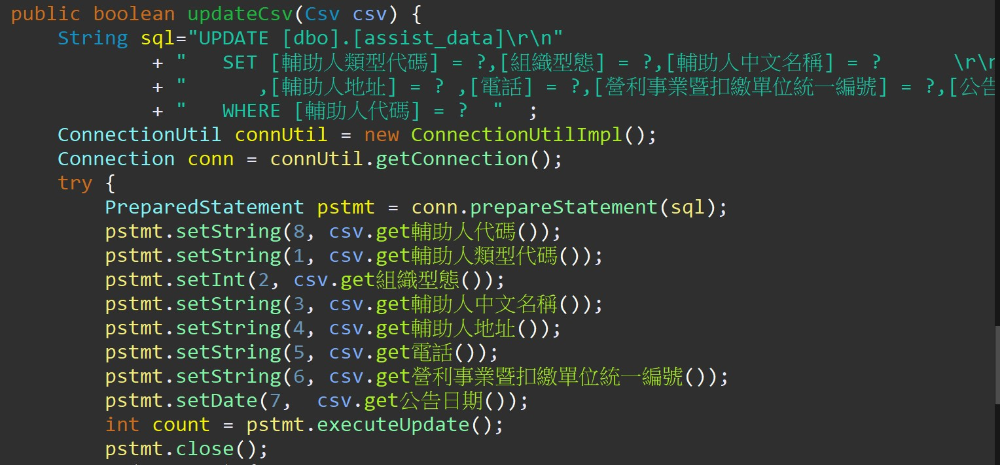 public boolean updateCsv(Csv csv) {
String sql="UPDATE [dbo].[assist_data]\r\n"
+ "   SET [輔助人類型代碼] = ?,[組織型態] = ?,[輔助人中文名稱] = ?      \r\r
+ "      ,[輔助人地址] = ? ,[電話] = ?,[營利事業暨扣繳單位統一編號] = ?,[公告
+ "   WHERE [輔助人代碼] = ?  "  ;
ConnectionUtil connUtil = new ConnectionUtilImpl();
Connection conn = connUtil.getConnection();
try {
PreparedStatement pstmt = conn.prepareStatement(sql);
pstmt.setString(8, csv.get輔助人代碼());
pstmt.setString(1, csv.get輔助人類型代碼());
pstmt.setInt(2, csv.get組織型態());
pstmt.setString(3, csv.get輔助人中文名稱());
pstmt.setString(4, csv.get輔助人地址());
pstmt.setString(5, csv.get電話());
pstmt.setString(6, csv.get營利事業暨扣繳單位統一編號());
pstmt.setDate(7,  csv.get公告日期());
int count = pstmt.executeUpdate();
pstmt.close();